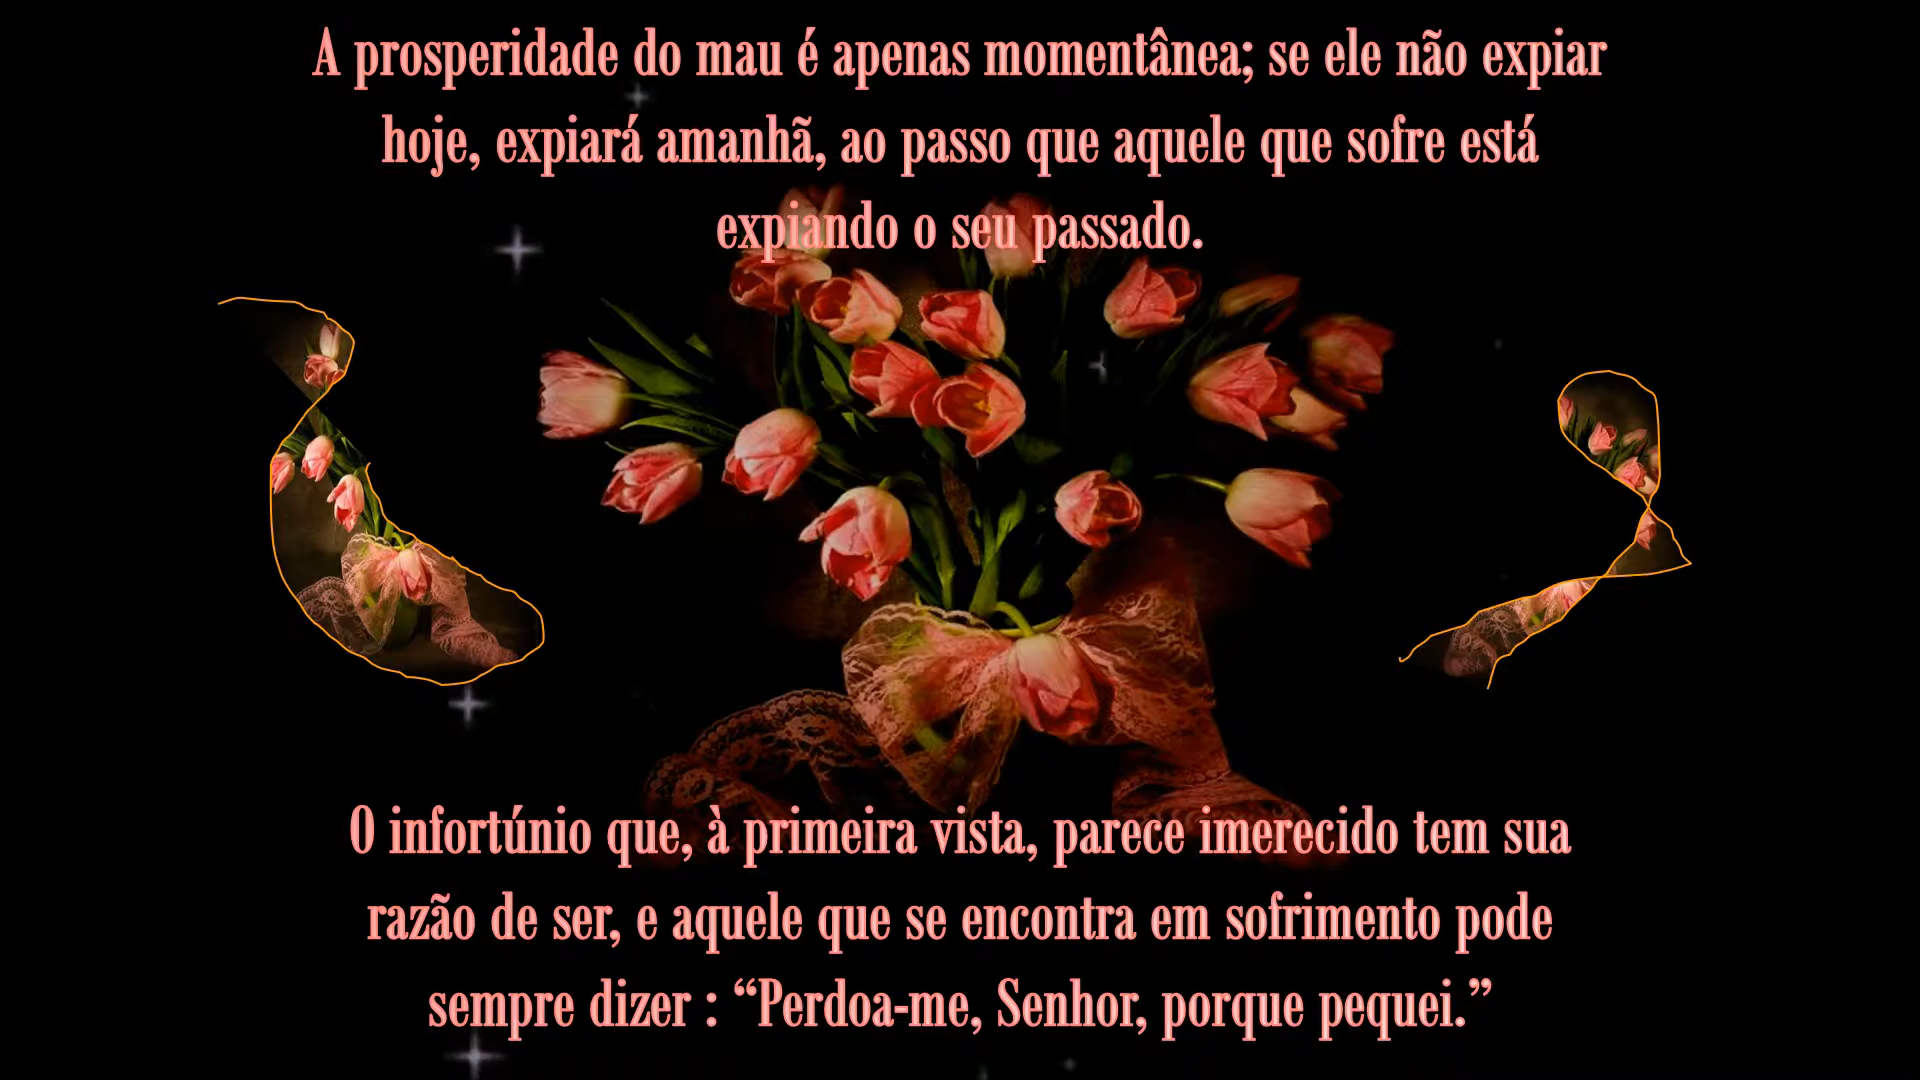 A prosperidade do mau é apenas momentânea; se ele não expiar
hoje, expiará amanhã, ao passo que aquele que sofre está
expiando o seu passado.
O infortúnio que, à primeira vista, parece imerecido tem sua
razão de ser, e aquele que se encontra em sofrimento pode
sempre dizer : “Perdoa-me, Senhor, porque pequei.”